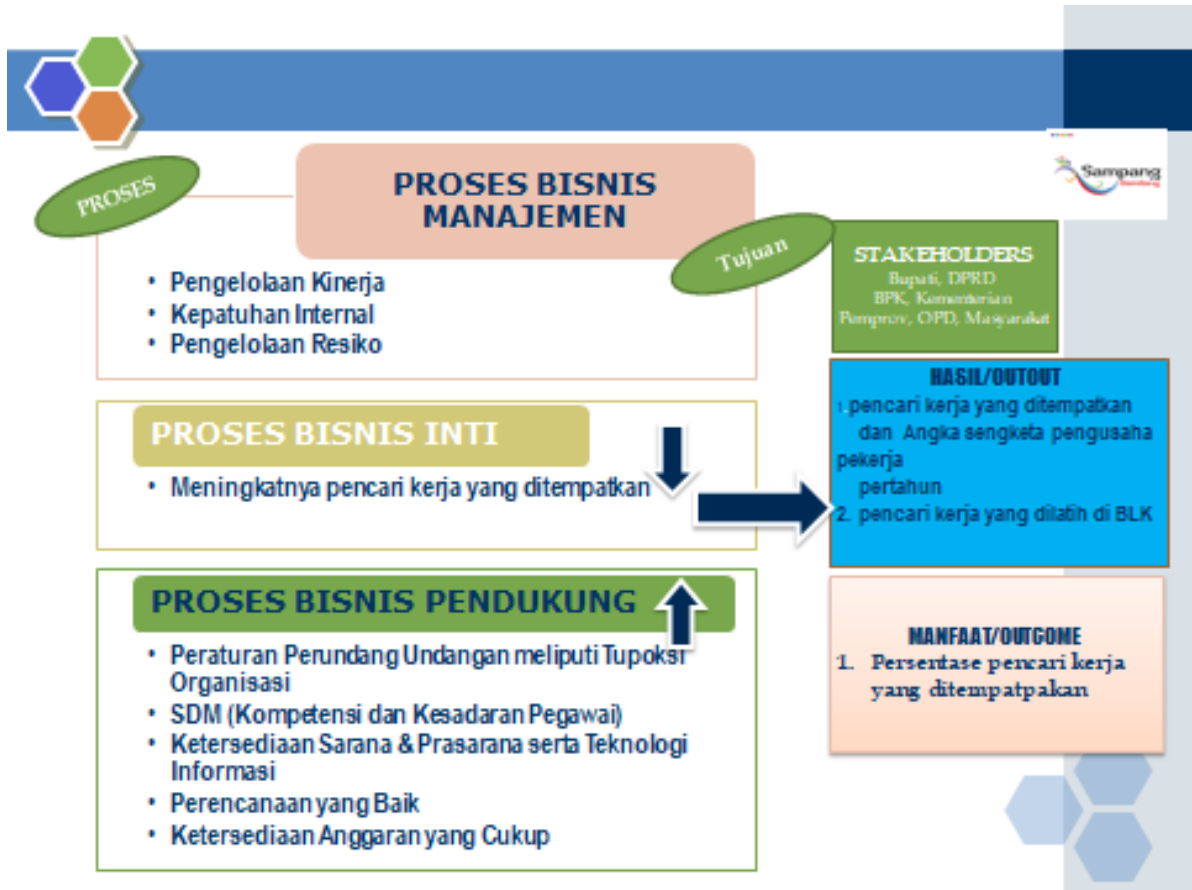 PROSES
PROSES BISNIS
MANAJEMEN
• Pengelolaan Kinerja
• Kepatuhan Internal
• Pengelolaan Resiko
PROSES BISNIS INTI
• Meningkatnya pencari kerja yang ditempatkan
PROSES BISNIS PENDUKUNG
• Peraturan Perundang Undangan meliputi Tupoksi
Organisasi
• SDM (Kompetensi dan Kesadaran Pegawai)
• Ketersediaan Sarana & Prasarana serta Teknologi
Informasi
• Perencanaan yang Baik
• Ketersediaan Anggaran yang Cukup
Sampang
Tujuan
STAKEHOLDERS
Bupati, DPRD
BPK, Kementerian
Pemprov, OPD, Masyarakat
HASIL/OUTOUT
1. pencari kerja yang ditempatkan
dan Angka sengketa pengusaha
pekerja
pertahun
2. pencari kerja yang dilatih di BLK
MANFAAT/OUTCOME
1. Persentase pencari kerja
yang ditempatpakan